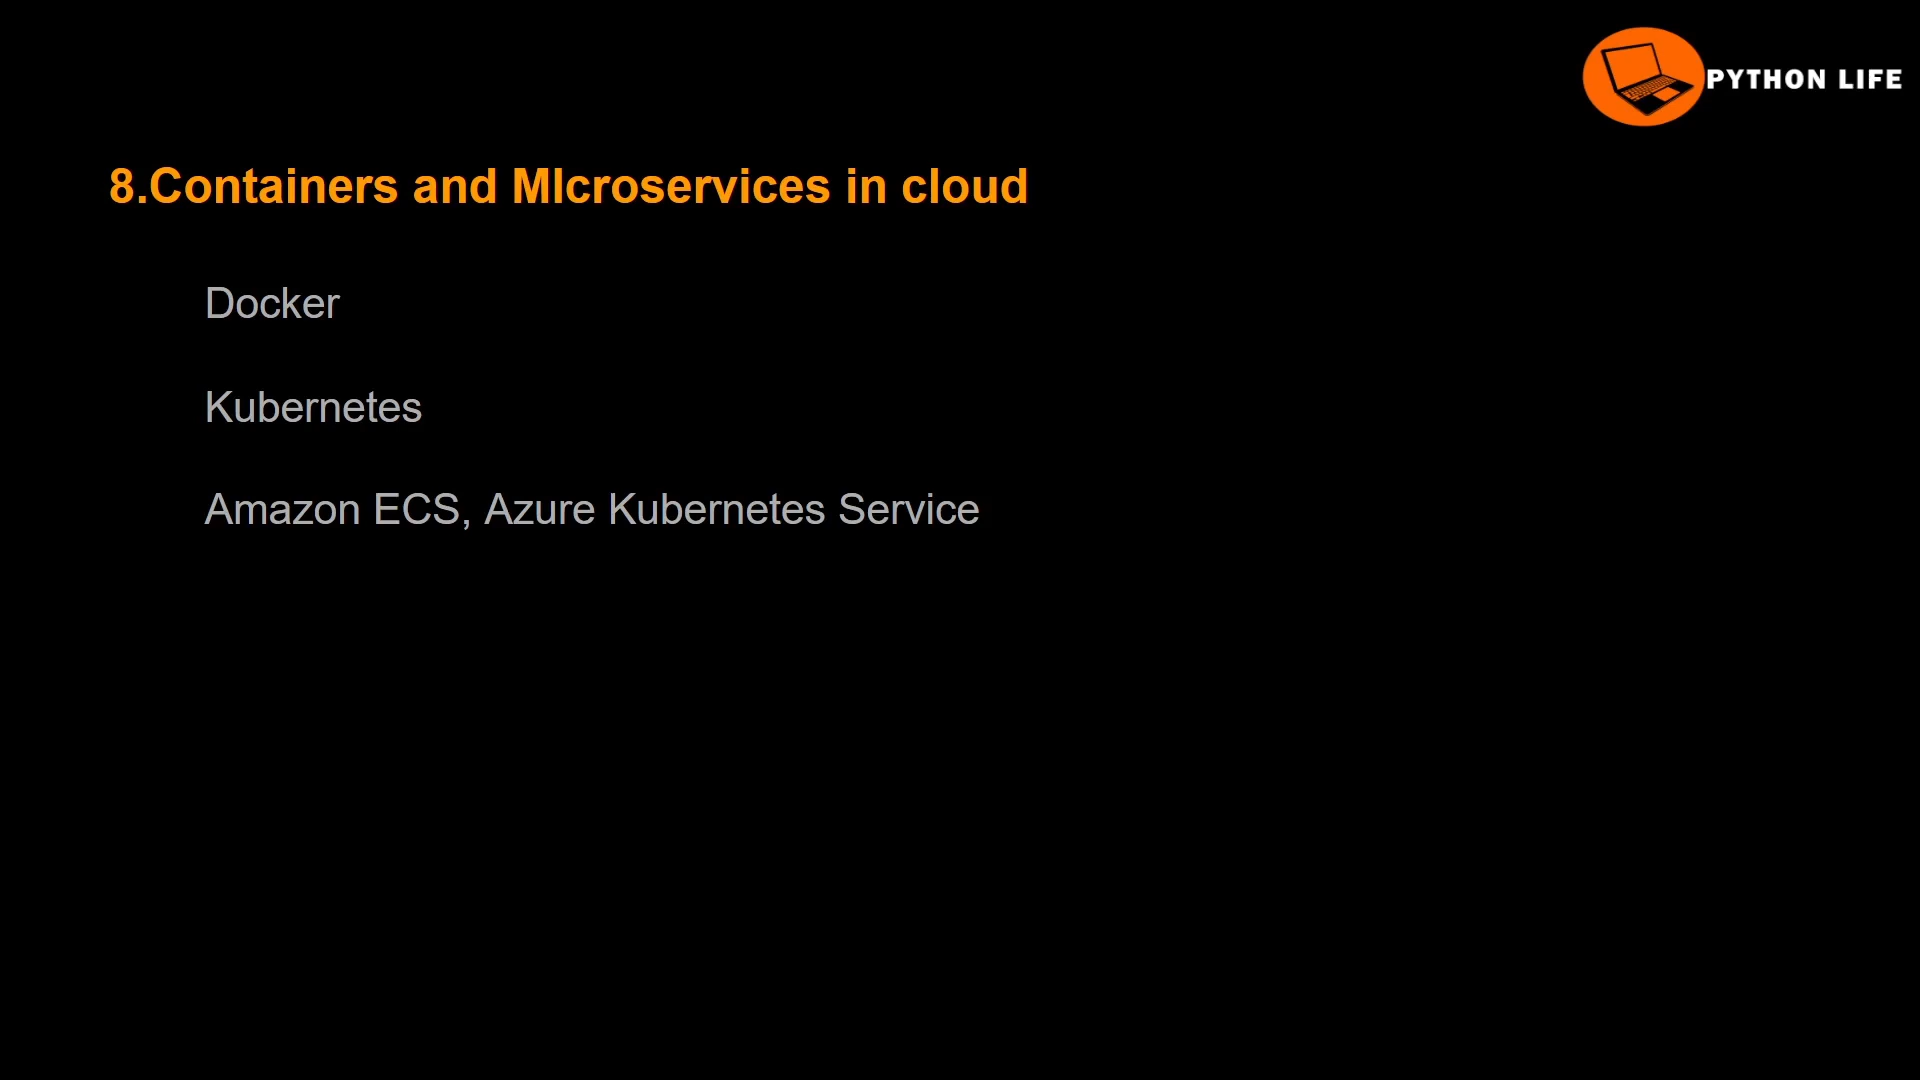 PYTHON LIFE
8.Containers and MIcroservices in cloud
Docker
Kubernetes
Amazon ECS, Azure Kubernetes Service